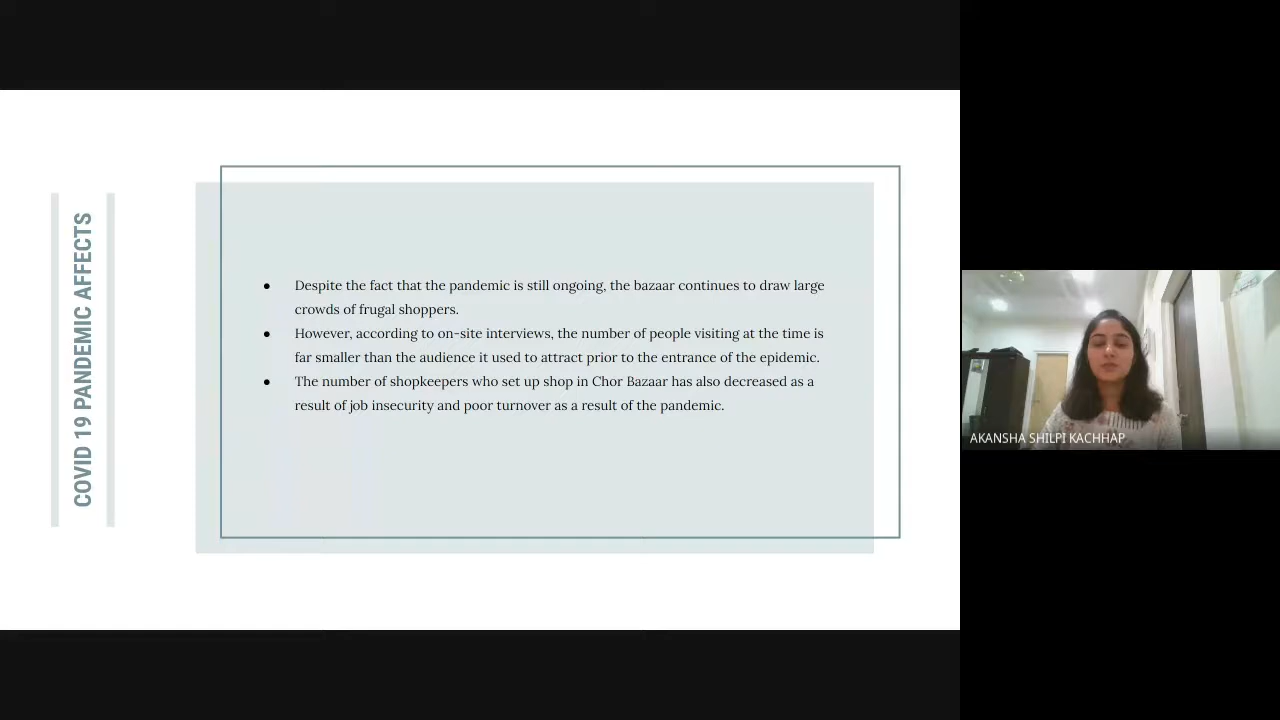 COVID 19 PANDEMIC AFFECTS
● Despite the fact that the pandemic is still ongoing, the bazaar continues to draw large
crowds of frugal shoppers.
● However, according to on-site interviews, the number of people visiting at the time is
far smaller than the audience it used to attract prior to the entrance of the epidemic.
● The number of shopkeepers who set up shop in Chor Bazaar has also decreased as a
result of job insecurity and poor turnover as a result of the pandemic.
AKANSHA SHILPI KACHHAP